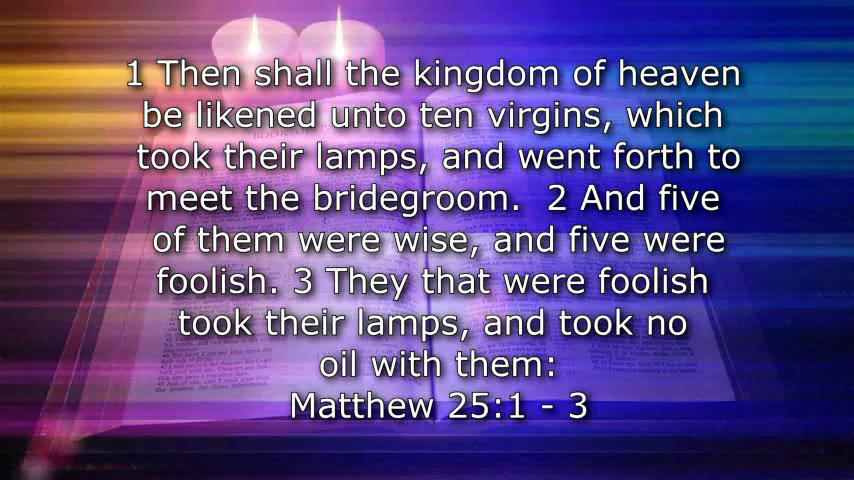 1 Then shall the kingdom of heaven
be likened unto ten virgins, which
took their lamps, and went forth to
meet the bridegroom.  2 And five
of them were wise, and five were
foolish. 3 They that were foolish
took their lamps, and took no
oil with them:
Matthew 25:1 - 3